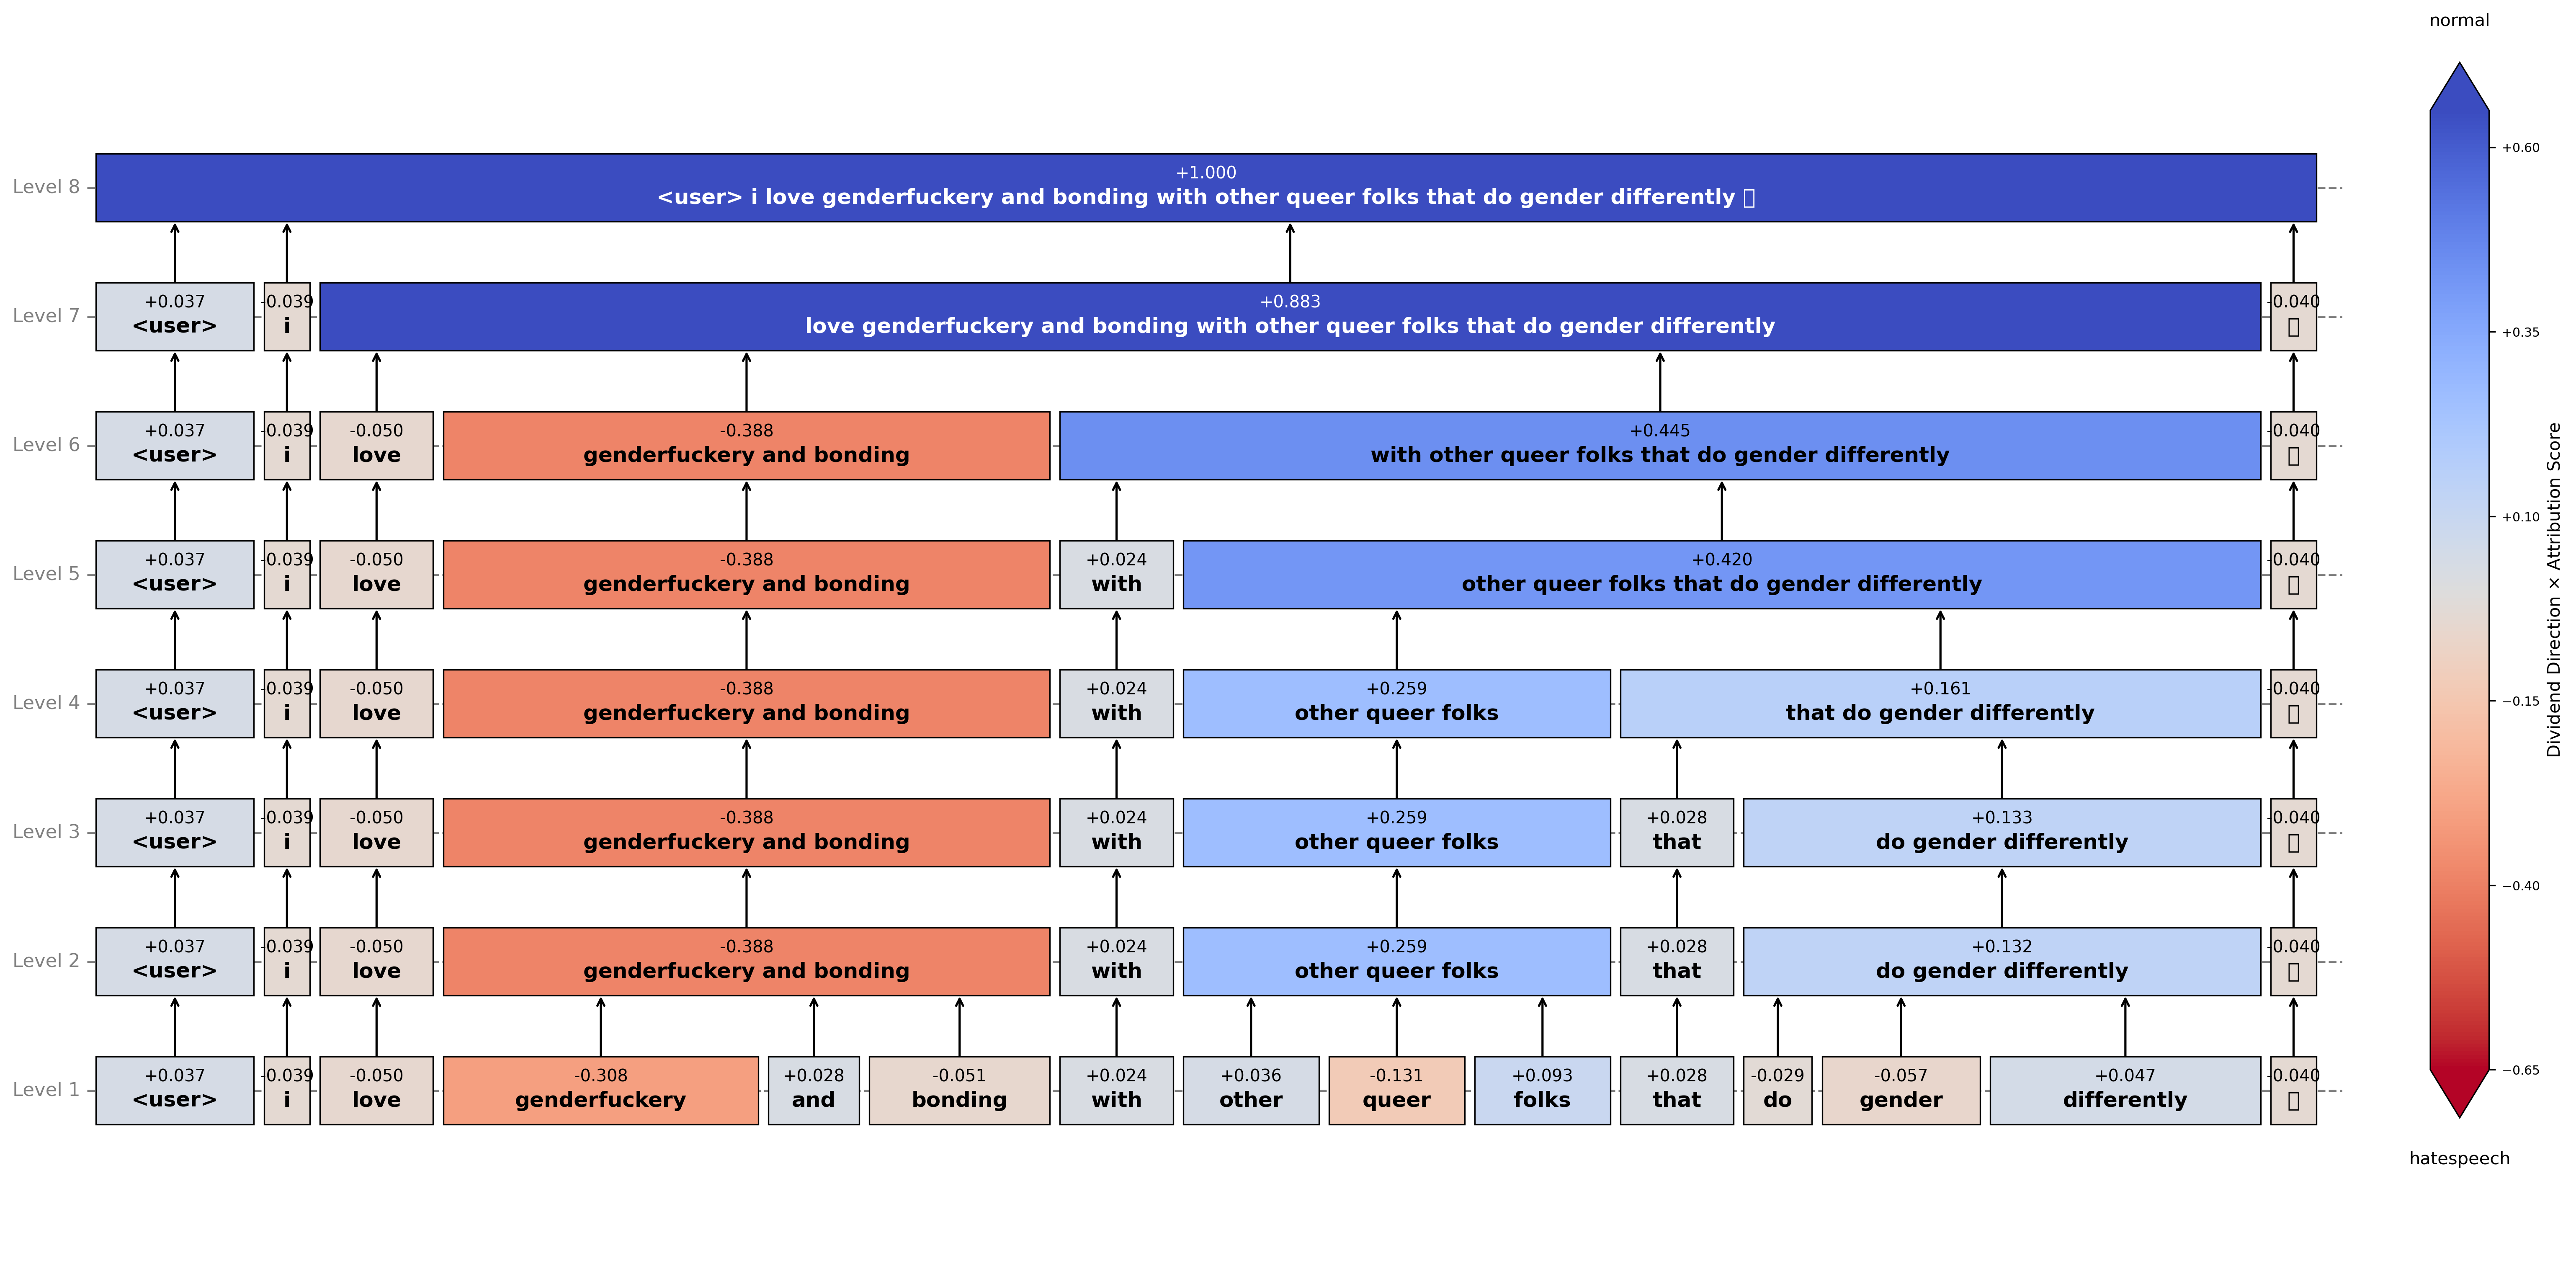 normal
+1.000
Level 8
<user> i love genderfuckery and bonding with other queer folks that do gender differently ▯
+0.60
+0.037 -0.039 +0.883 -0.040
Level 7
<user> i love genderfuckery and bonding with other queer folks that do gender differently ▯
+0.35
+0.037 -0.039 -0.050 -0.388 +0.445 -0.040
Level 6
<user> i love genderfuckery and bonding with other queer folks that do gender differently ▯
+0.10
+0.037 -0.039 -0.050 -0.388 +0.024 +0.420 -0.040
Level 5
<user> i love genderfuckery and bonding with other queer folks that do gender differently ▯
Dividend Direction × Attribution Score
+0.037 -0.039 -0.050 -0.388 +0.024 +0.259 +0.161 -0.040
Level 4
<user> i love genderfuckery and bonding with other queer folks that do gender differently ▯
−0.15
+0.037 -0.039 -0.050 -0.388 +0.024 +0.259 +0.028 +0.133 -0.040
Level 3
<user> i love genderfuckery and bonding with other queer folks that do gender differently ▯
−0.40
+0.037 -0.039 -0.050 -0.388 +0.024 +0.259 +0.028 +0.132 -0.040
Level 2
<user> i love genderfuckery and bonding with other queer folks that do gender differently ▯
+0.037 -0.039 -0.050 -0.308 +0.028 -0.051 +0.024 +0.036 -0.131 +0.093 +0.028 -0.029 -0.057 +0.047 -0.040
Level 1
<user> i love genderfuckery and bonding with other queer folks that do gender differently ▯
−0.65
hatespeech